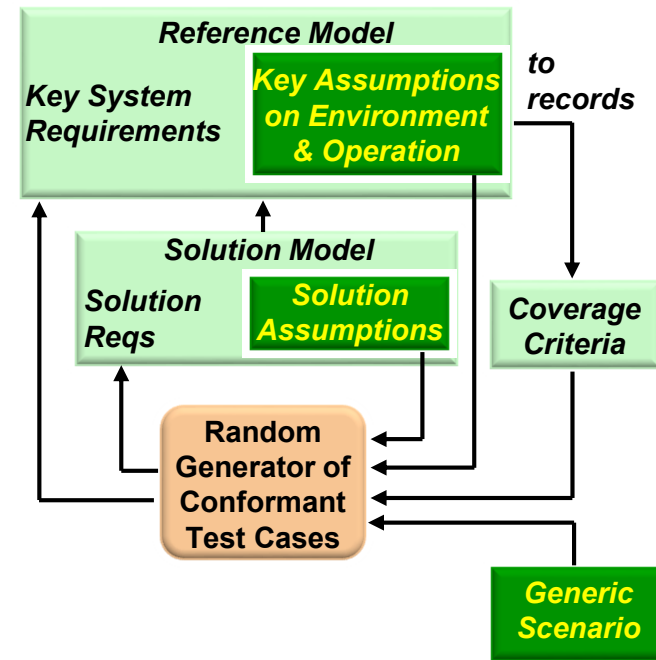 Reference Model
Key System
Requirements
Key Assumptions
on Environment
& Operation
to
records
Solution Model
Solution
Reqs
Solution
Assumptions
Coverage
Criteria
Random
Generator of
Conformant
Test Cases
Generic
Scenario